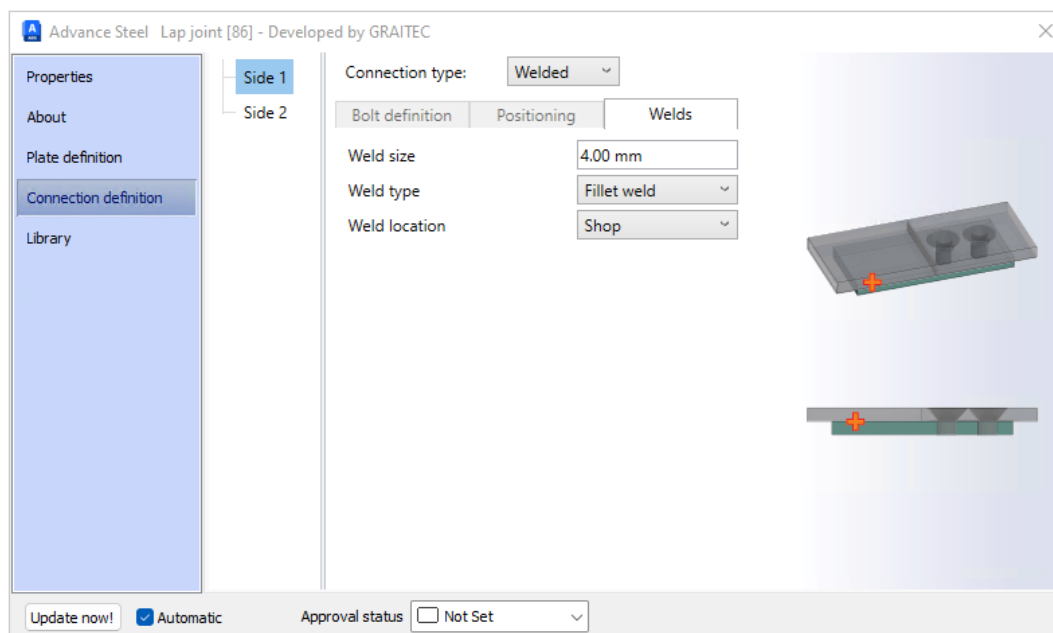 Advance Steel Lap joint [86] - Developed by GRAITEC
Properties
About
Plate definition
Connection definition
Library
Side 1
Side 2
Connection type: Welded
Bolt definition Positioning Welds
Weld size 4.00 mm
Weld type Fillet weld
Weld location Shop
Update now! Automatic Approval status Not Set